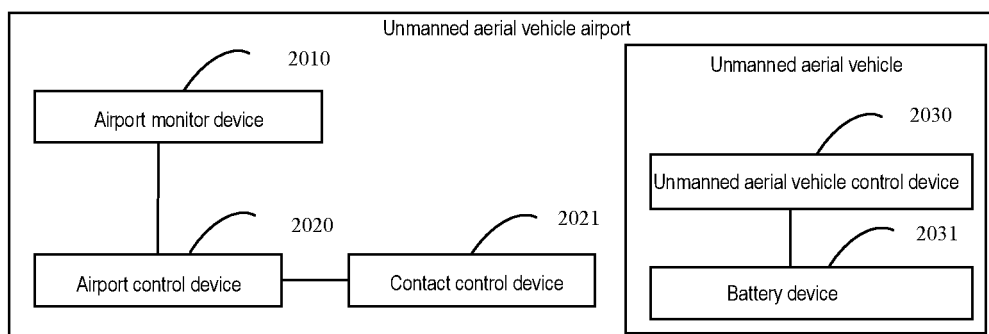 Unmanned aerial vehicle airport
2010
Airport monitor device
2020
Airport control device
2021
Contact control device
Unmanned aerial vehicle
2030
Unmanned aerial vehicle control device
2031
Battery device